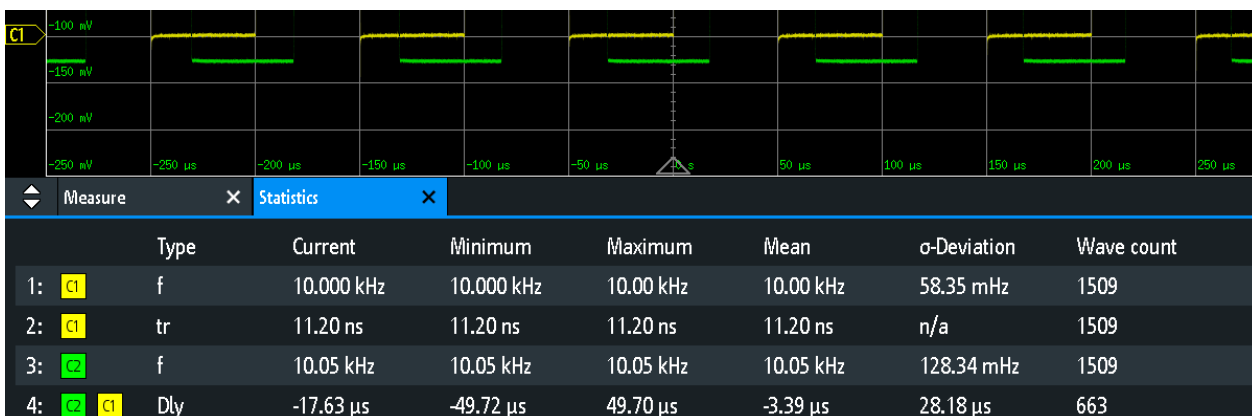 C1 -100 mV
-150 mV
-200 mV
-250 mV -250 µs -200 µs -150 µs -100 µs -50 µs 0 s 50 µs 100 µs 150 µs 200 µs 250 µs
Measure × Statistics ×
Type Current Minimum Maximum Mean σ-Deviation Wave count
1: C1 f 10.000 kHz 10.000 kHz 10.00 kHz 10.00 kHz 58.35 mHz 1509
2: C1 tr 11.20 ns 11.20 ns 11.20 ns 11.20 ns n/a 1509
3: C2 f 10.05 kHz 10.05 kHz 10.05 kHz 10.05 kHz 128.34 mHz 1509
4: C2 C1 Dly -17.63 µs -49.72 µs 49.70 µs -3.39 µs 28.18 µs 663